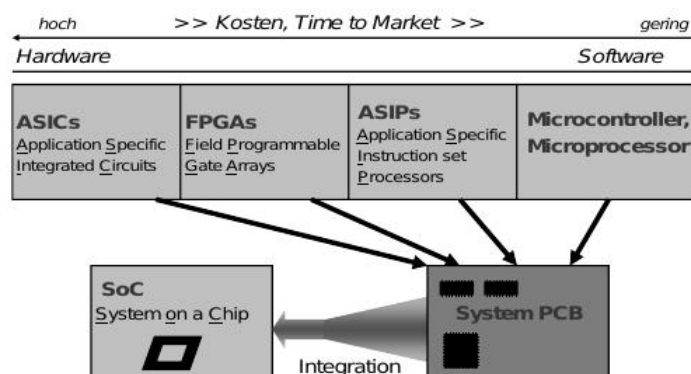 hoch >> Kosten, Time to Market >> gering
Hardware Software
ASICs
Application Specific
Integrated Circuits
FPGAs
Field Programmable
Gate Arrays
ASIPs
Application Specific
Instruction set
Processors
Microcontroller,
Microprocessor
SoC
System on a Chip
System PCB
Integration